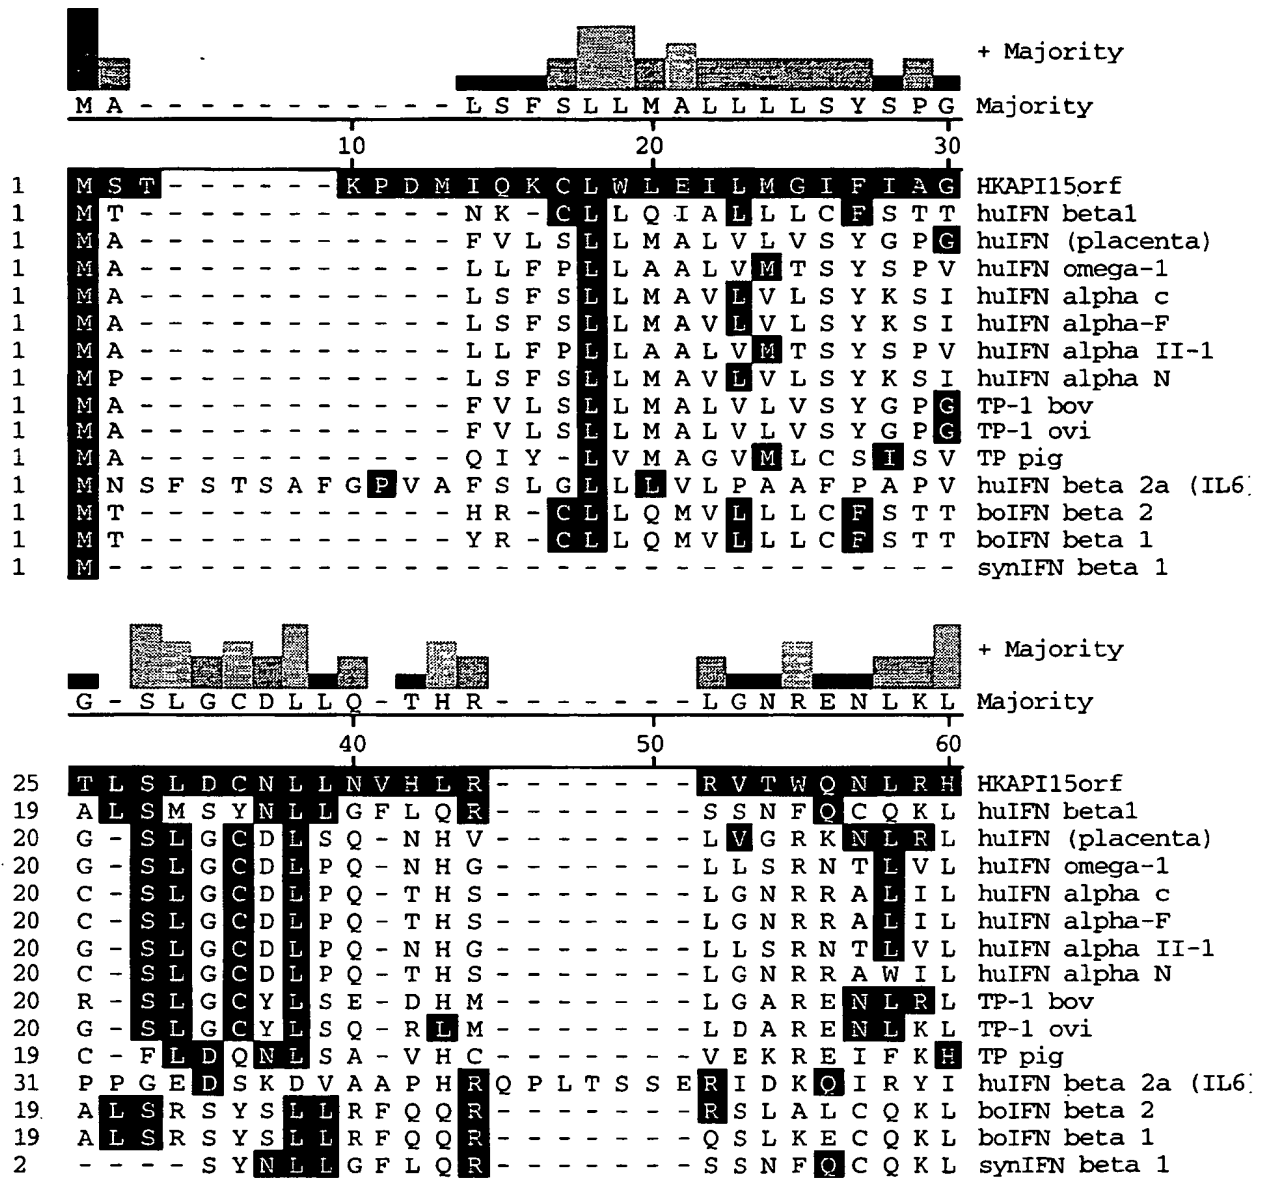 + Majority
M A - - - - - - - - - - - L S F S L L M A L L L L S Y S P G Majority
10 20 30
1 M S T - - - - - - K P D M I Q K C L W L E I L M G I F I A G HKAPI15orf
1 M T - - - - - - - - - - - N K - C L L Q I A L L L C F S T T huIFN beta1
1 M A - - - - - - - - - - - F V L S L L M A L V L V S Y G P G huIFN (placenta)
1 M A - - - - - - - - - - - L L F P L L A A L V M T S Y S P V huIFN omega-1
1 M A - - - - - - - - - - - L S F S L L M A V L V L S Y K S I huIFN alpha c
1 M A - - - - - - - - - - - L S F S L L M A V L V L S Y K S I huIFN alpha-F
1 M A - - - - - - - - - - - L L F P L L A A L V M T S Y S P V huIFN alpha II-1
1 M P - - - - - - - - - - - L S F S L L M A V L V L S Y K S I huIFN alpha N
1 M A - - - - - - - - - - - F V L S L L M A L V L V S Y G P G TP-1 bov
1 M A - - - - - - - - - - - F V L S L L M A L V L V S Y G P G TP-1 ovi
1 M A - - - - - - - - - - - Q I Y - L V M A G V M L C S I S V TP pig
1 M N S F S T S A F G P V A F S L G L L L V L P A A F P A P V huIFN beta 2a (IL6)
1 M T - - - - - - - - - - - H R - C L L Q M V L L L C F S T T boIFN beta 2
1 M T - - - - - - - - - - - Y R - C L L Q M V L L L C F S T T boIFN beta 1
1 M - - - - - - - - - - - - - - - - - - - - - - - - - - - - - synIFN beta 1
+ Majority
G - S L G C D L L Q - T H R - - - - - - - L G N R E N L K L Majority
40 50 60
25 T L S L D C N L L N V H L R - - - - - - - R V T W Q N L R H HKAPI15orf
19 A L S M S Y N L L G F L Q R - - - - - - - S S N F Q C Q K L huIFN beta1
20 G - S L G C D L S Q - N H V - - - - - - - L V G R K N L R L huIFN (placenta)
20 G - S L G C D L P Q - N H G - - - - - - - L L S R N T L V L huIFN omega-1
20 C - S L G C D L P Q - T H S - - - - - - - L G N R R A L I L huIFN alpha c
20 C - S L G C D L P Q - T H S - - - - - - - L G N R R A L I L huIFN alpha-F
20 G - S L G C D L P Q - N H G - - - - - - - L L S R N T L V L huIFN alpha II-1
20 C - S L G C D L P Q - T H S - - - - - - - L G N R R A W I L huIFN alpha N
20 R - S L G C Y L S E - D H M - - - - - - - L G A R E N L R L TP-1 bov
20 G - S L G C Y L S Q - R L M - - - - - - - L D A R E N L K L TP-1 ovi
19 C - F L D Q N L S A - V H C - - - - - - - V E K R E I F K H TP pig
31 P P G E D S K D V A A P H R Q P L T S S E R I D K Q I R Y I huIFN beta 2a (IL6)
19 A L S R S Y S L L R F Q Q R - - - - - - - R S L A L C Q K L boIFN beta 2
19 A L S R S Y S L L R F Q Q R - - - - - - - Q S L K E C Q K L boIFN beta 1
2 - - - - S Y N L L G F L Q R - - - - - - - S S N F Q C Q K L synIFN beta 1